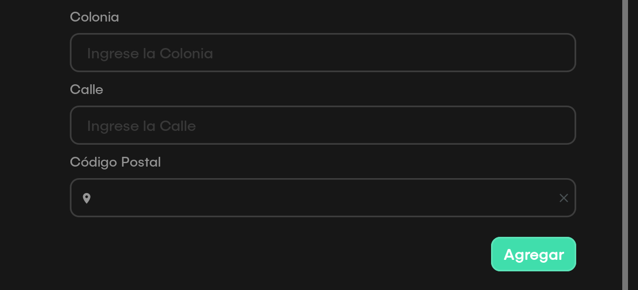 Colonia
Ingrese la Colonia
Calle
Ingrese la Calle
Código Postal
Agregar